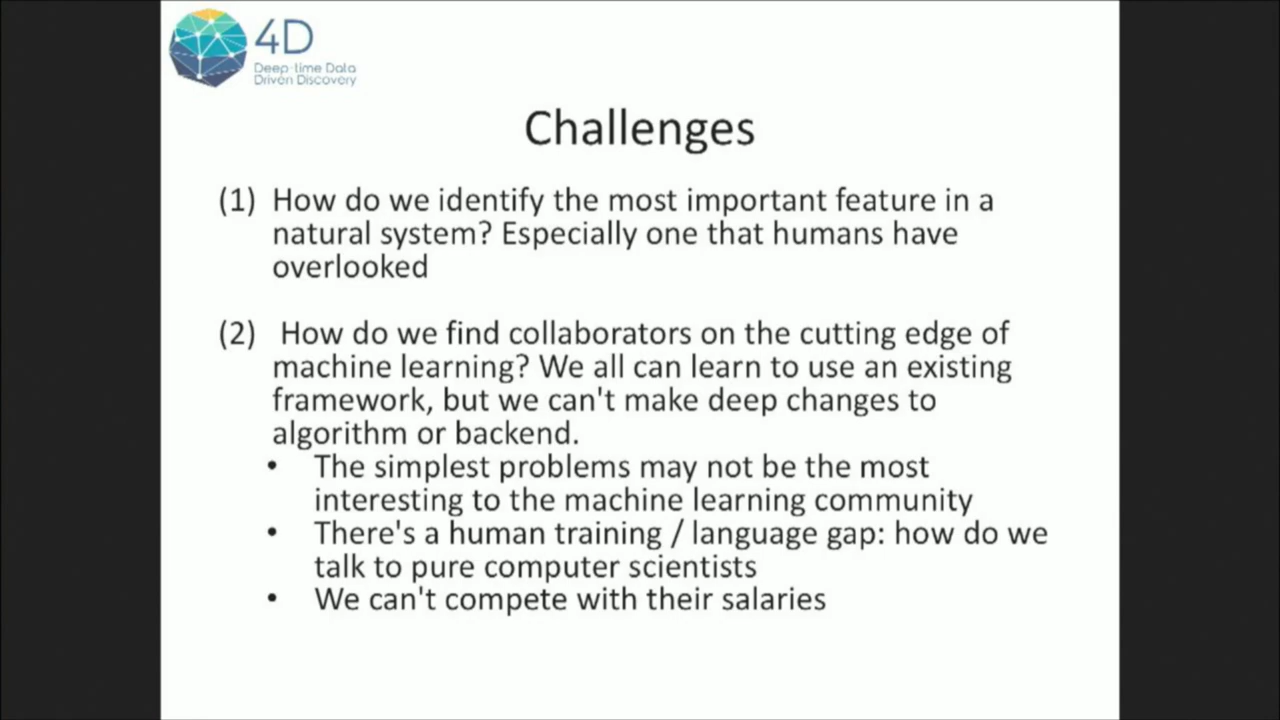 4D
Deep-time Data
Driven Discovery
Challenges
(1) How do we identify the most important feature in a
natural system? Especially one that humans have
overlooked
(2) How do we find collaborators on the cutting edge of
machine learning? We all can learn to use an existing
framework, but we can't make deep changes to
algorithm or backend.
• The simplest problems may not be the most
interesting to the machine learning community
• There's a human training / language gap: how do we
talk to pure computer scientists
• We can't compete with their salaries